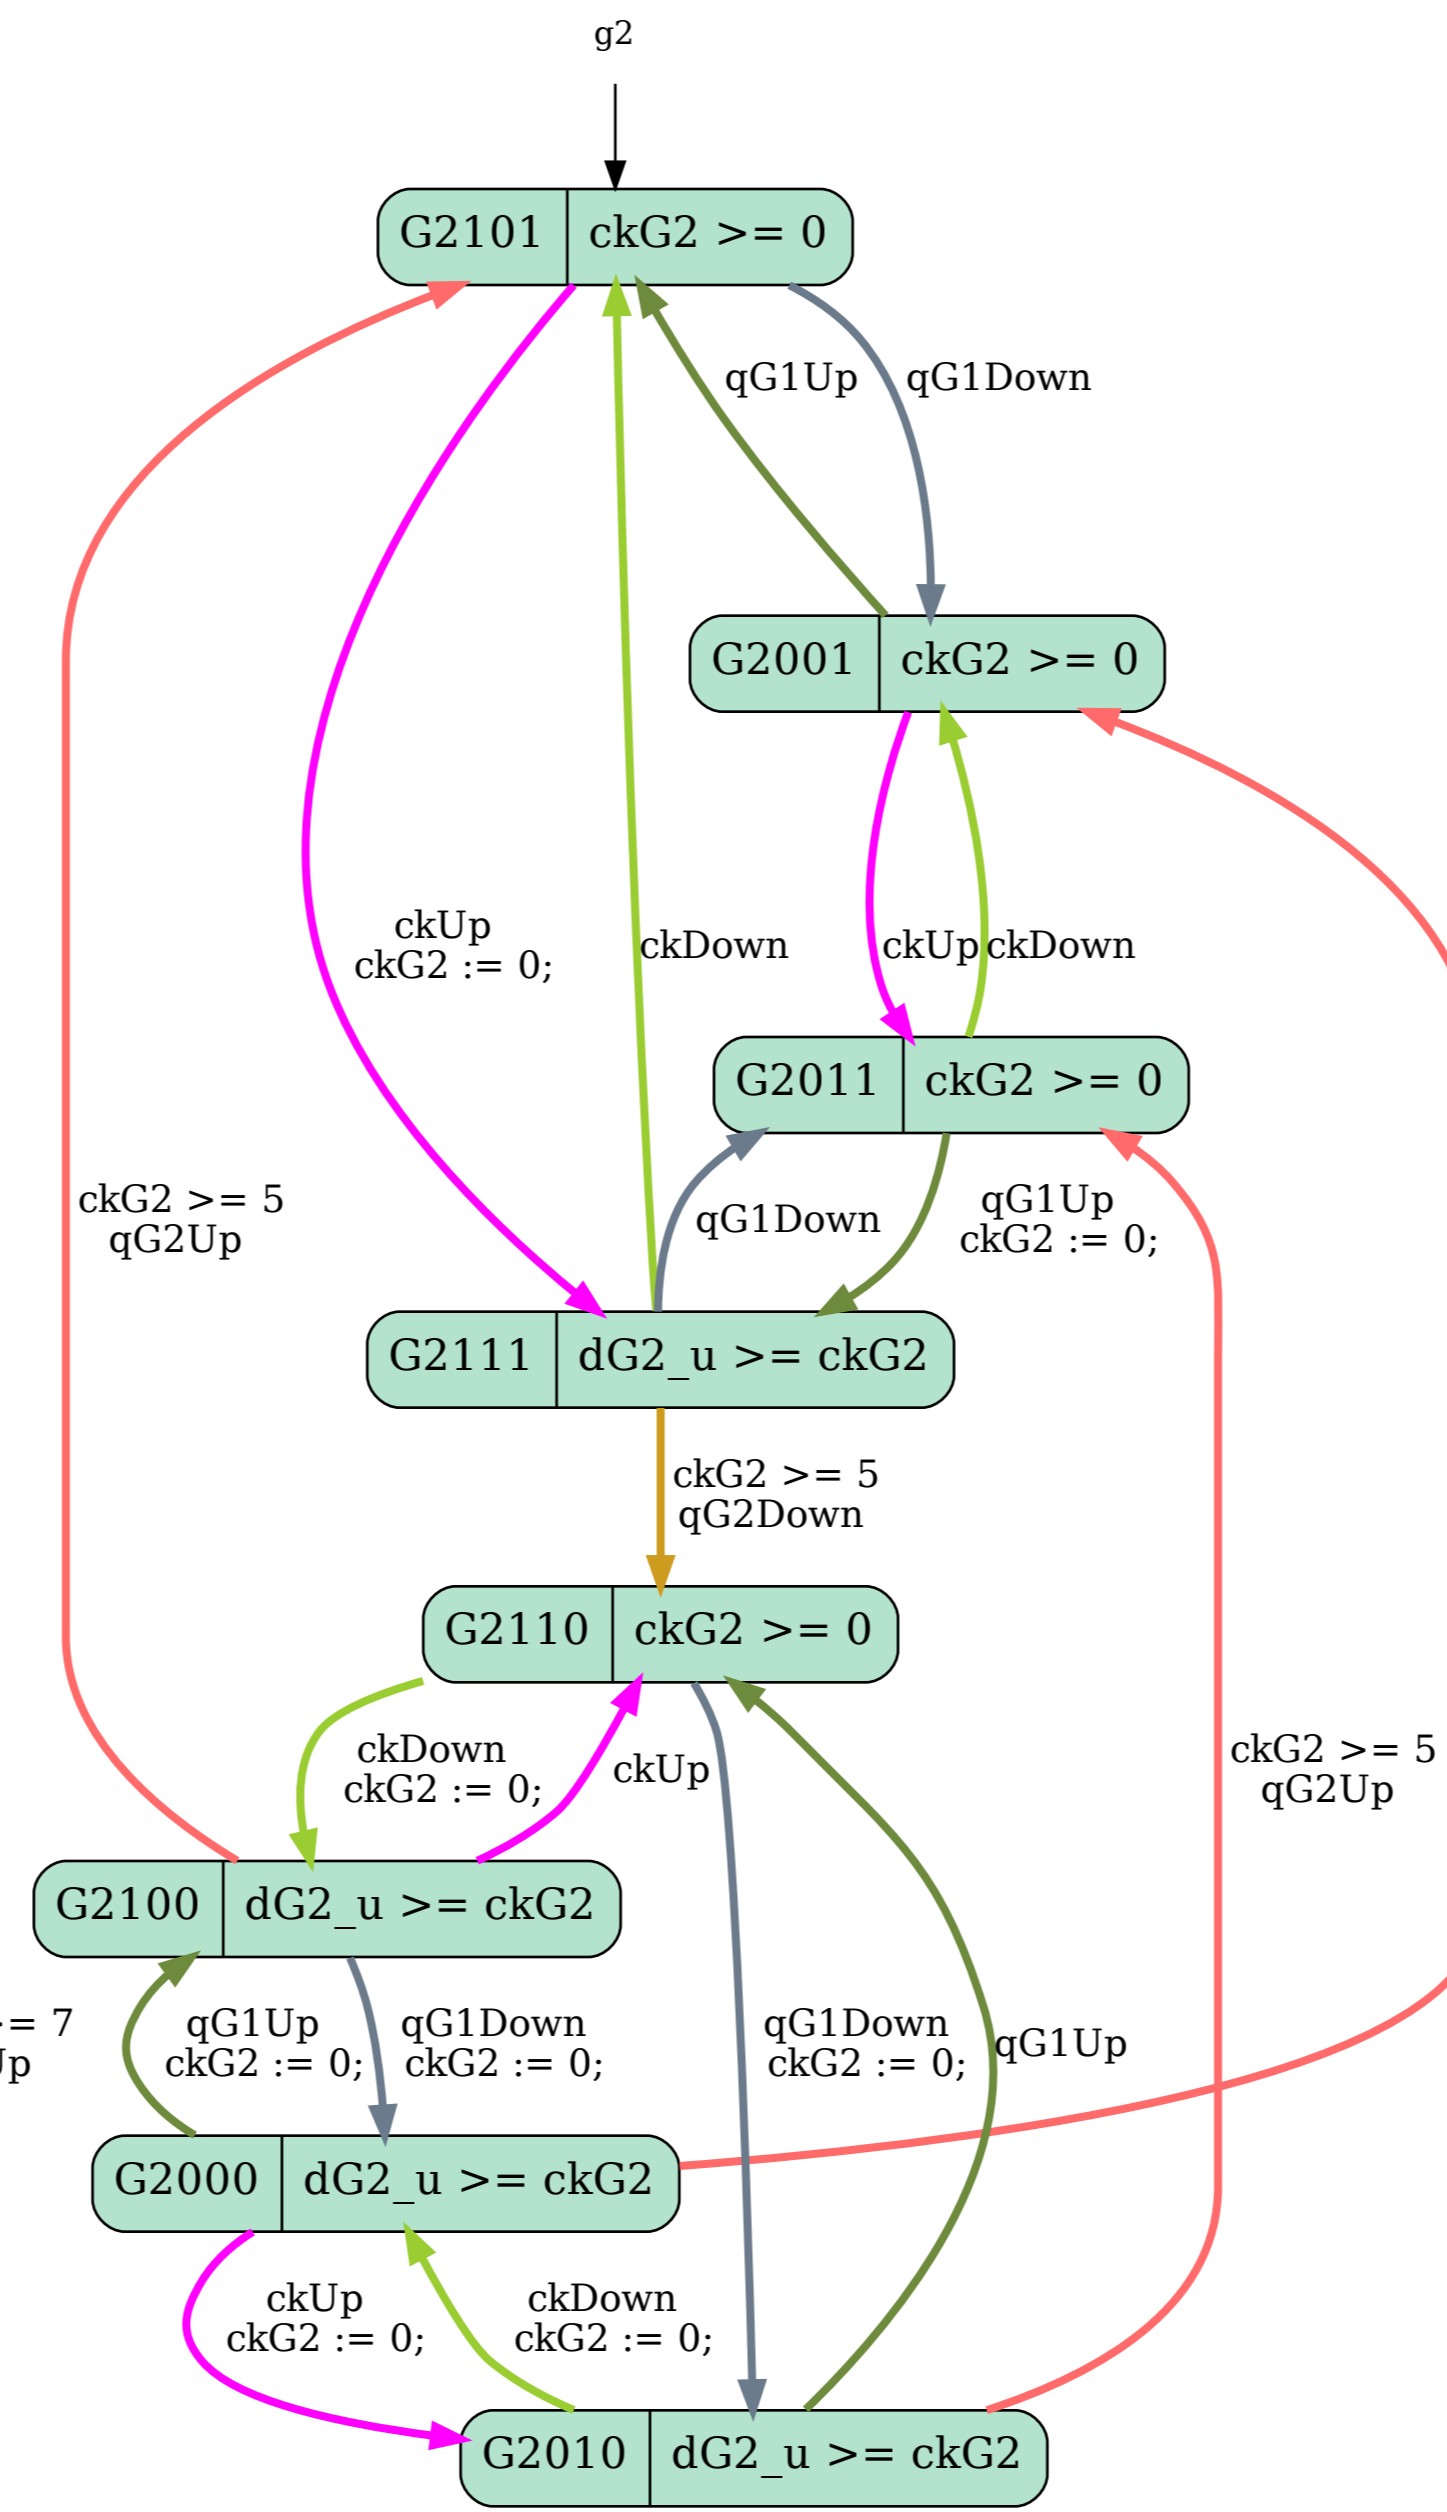 g2
G2101 ckG2 >= 0
qG1Up qG1Down
G2001 ckG2 >= 0
ckUp
ckG2 := 0;
ckDown
ckUp ckDown
G2011 ckG2 >= 0
ckG2 >= 5
qG2Up
qG1Down
qG1Up
ckG2 := 0;
G2111 dG2_u >= ckG2
ckG2 >= 5
qG2Down
G2110 ckG2 >= 0
ckDown
ckG2 := 0;
ckUp
ckG2 >= 5
qG2Up
G2100 dG2_u >= ckG2
>= 7
Up
qG1Up
ckG2 := 0;
qG1Down
ckG2 := 0;
qG1Down
ckG2 := 0;
qG1Up
G2000 dG2_u >= ckG2
ckUp
ckG2 := 0;
ckDown
ckG2 := 0;
G2010 dG2_u >= ckG2